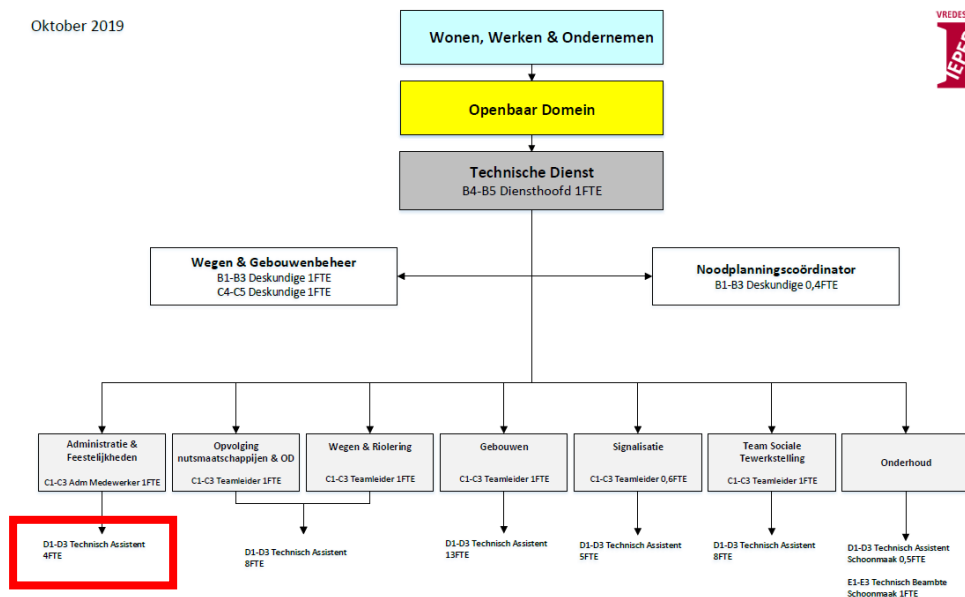 Oktober 2019
VREDES
IEPER
Wonen, Werken & Ondernemen
Openbaar Domein
Technische Dienst
B4-B5 Diensthoofd 1FTE
Wegen & Gebouwenbeheer
B1-B3 Deskundige 1FTE
C4-C5 Deskundige 1FTE
Noodplanningscoördinator
B1-B3 Deskundige 0,4FTE
Administratie &
Feestelijkheden
C1-C3 Adm Medewerker 1FTE
Opvolging
nutsmaatschappijen & OD
C1-C3 Teamleider 1FTE
Wegen & Riolering
C1-C3 Teamleider 1FTE
Gebouwen
C1-C3 Teamleider 1FTE
Signalisatie
C1-C3 Teamleider 0,6FTE
Team Sociale
Tewerkstelling
C1-C3 Teamleider 1FTE
Onderhoud
D1-D3 Technisch Assistent
4FTE
D1-D3 Technisch Assistent
8FTE
D1-D3 Technisch Assistent
13FTE
D1-D3 Technisch Assistent
5FTE
D1-D3 Technisch Assistent
8FTE
D1-D3 Technisch Assistent
Schoonmaak 0,5FTE
E1-E3 Technisch Beambte
Schoonmaak 1FTE